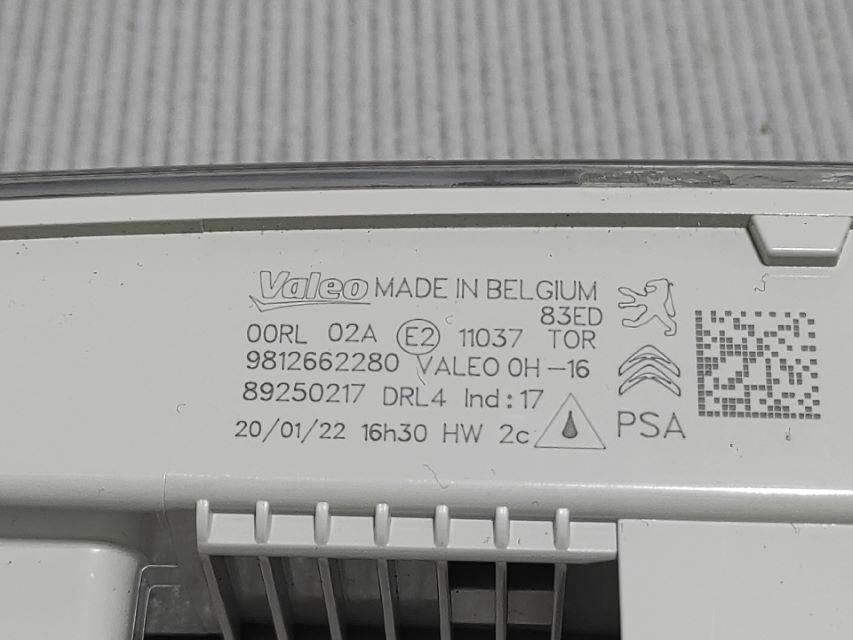 Valeo MADE IN BELGIUM
83ED
00RL 02A E2 11037 TOR
9812662280 VALEO 0H -16
89250217 DRL4 Ind: 17
20/01/22 16h30 HW 2c
PSA